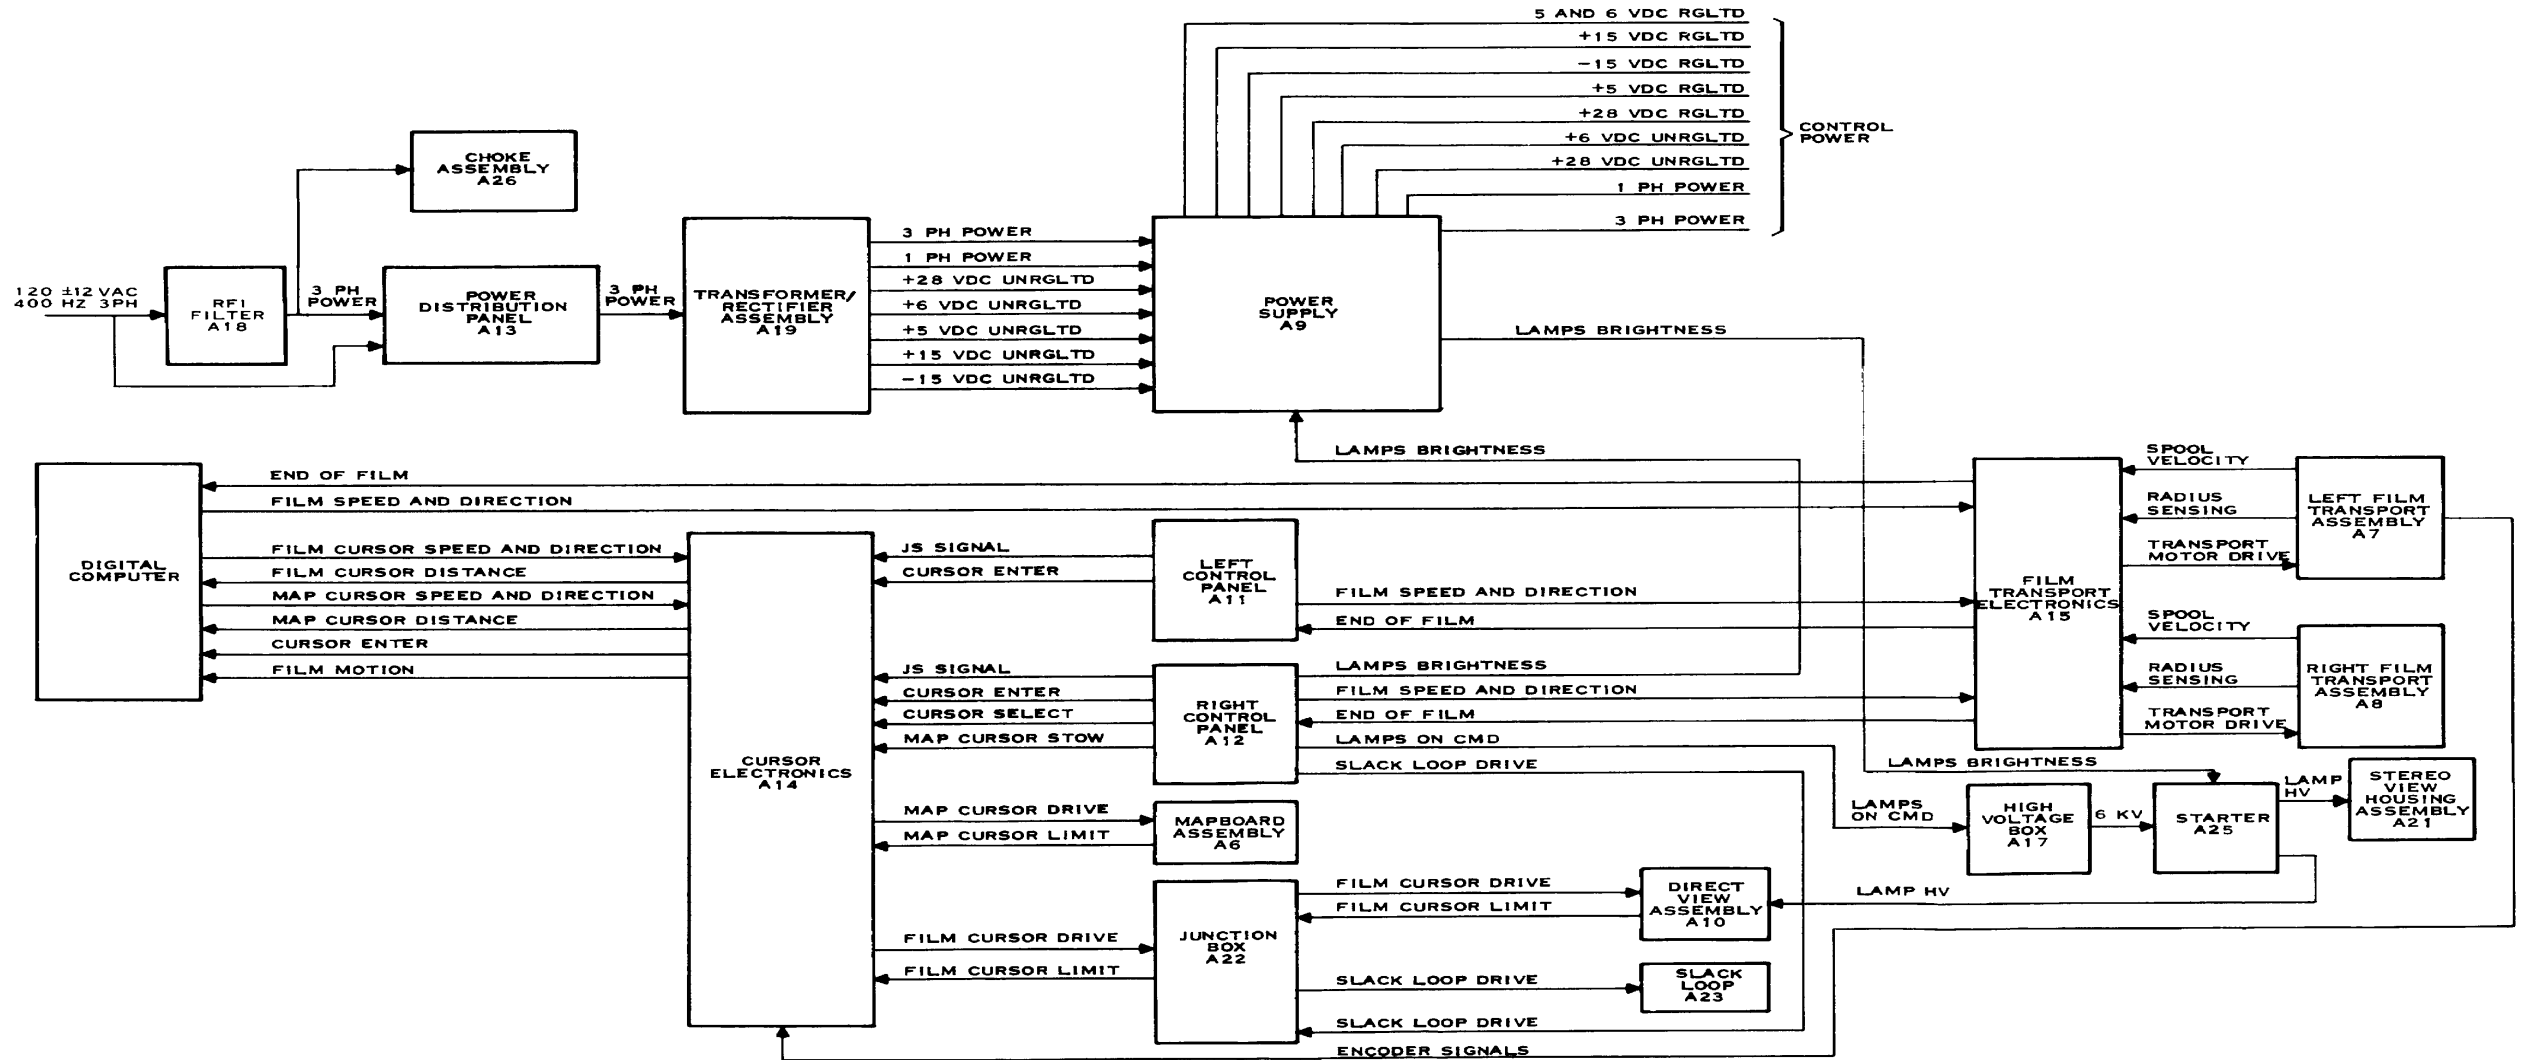 5 AND 6 VDC RGLTD
+15 VDC RGLTD
-15 VDC RGLTD
+5 VDC RGLTD
+28 VDC RGLTD
+6 VDC UNRGLTD
+28 VDC UNRGLTD
1 PH POWER
3 PH POWER
CONTROL
POWER
CHOKE
ASSEMBLY
A26
120 ±12 VAC
400 HZ 3PH
RFI
FILTER
A18
3 PH
POWER
POWER
DISTRIBUTION
PANEL
A13
3 PH
POWER
TRANSFORMER/
RECTIFIER
ASSEMBLY
A19
3 PH POWER
1 PH POWER
+28 VDC UNRGLTD
+6 VDC UNRGLTD
+5 VDC UNRGLTD
+15 VDC UNRGLTD
-15 VDC UNRGLTD
POWER
SUPPLY
A9
LAMPS BRIGHTNESS
LAMPS BRIGHTNESS
END OF FILM
FILM SPEED AND DIRECTION
DIGITAL
COMPUTER
FILM CURSOR SPEED AND DIRECTION
FILM CURSOR DISTANCE
MAP CURSOR SPEED AND DIRECTION
MAP CURSOR DISTANCE
CURSOR ENTER
FILM MOTION
CURSOR
ELECTRONICS
A14
JS SIGNAL
CURSOR ENTER
LEFT
CONTROL
PANEL
A11
FILM SPEED AND DIRECTION
END OF FILM
JS SIGNAL
CURSOR ENTER
CURSOR SELECT
MAP CURSOR STOW
RIGHT
CONTROL
PANEL
A12
LAMPS BRIGHTNESS
FILM SPEED AND DIRECTION
END OF FILM
LAMPS ON CMD
SLACK LOOP DRIVE
FILM
TRANSPORT
ELECTRONICS
A15
SPOOL
VELOCITY
RADIUS
SENSING
TRANSPORT
MOTOR DRIVE
LEFT FILM
TRANSPORT
ASSEMBLY
A7
SPOOL
VELOCITY
RADIUS
SENSING
TRANSPORT
MOTOR DRIVE
RIGHT FILM
TRANSPORT
ASSEMBLY
A8
MAP CURSOR DRIVE
MAP CURSOR LIMIT
MAPBOARD
ASSEMBLY
A6
LAMPS BRIGHTNESS
LAMPS
ON CMD
HIGH
VOLTAGE
BOX
A17
6 KV
STARTER
A25
LAMP
HV
STEREO
VIEW
HOUSING
ASSEMBLY
A21
FILM CURSOR DRIVE
FILM CURSOR LIMIT
JUNCTION
BOX
A22
FILM CURSOR DRIVE
FILM CURSOR LIMIT
DIRECT
VIEW
ASSEMBLY
A10
LAMP HV
SLACK LOOP DRIVE
SLACK
LOOP
A23
SLACK LOOP DRIVE
ENCODER SIGNALS